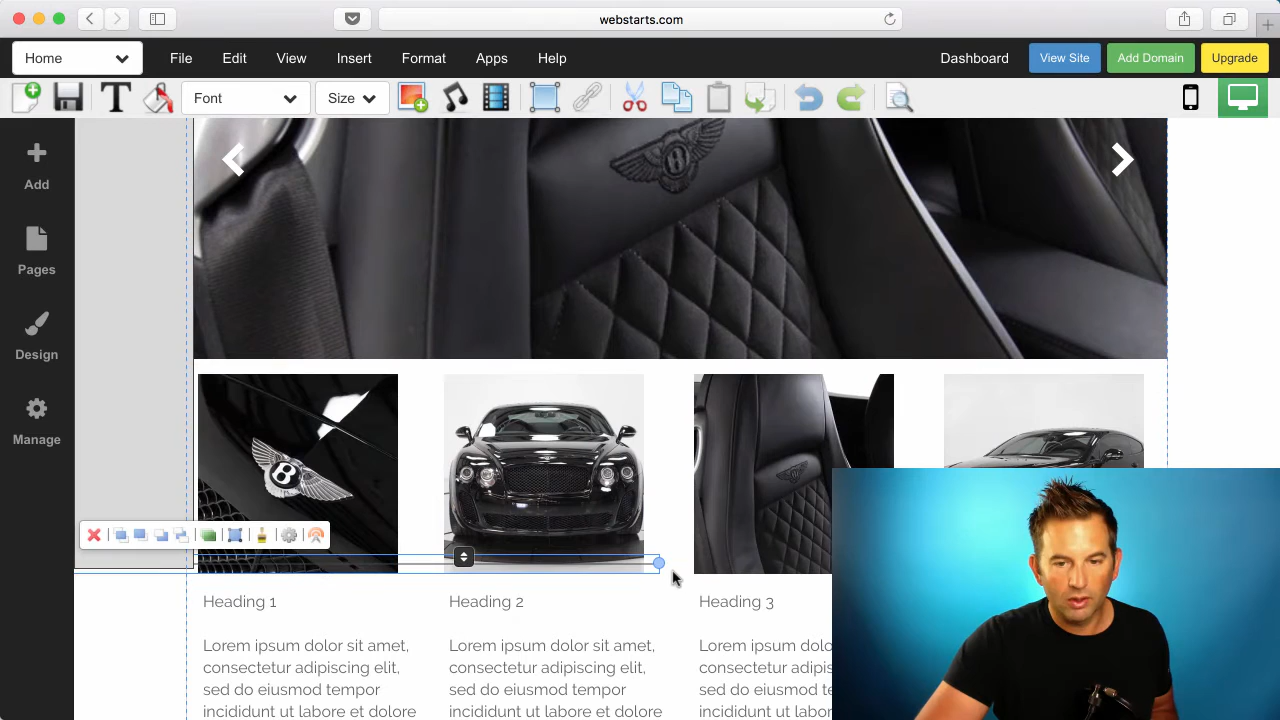 webstarts.com
Home File Edit View Insert Format Apps Help Dashboard View Site Add Domain Upgrade
T Font Size
Add
Pages
Design
Manage
B
B
Heading 1 Heading 2 Heading 3
Lorem ipsum dolor sit amet, Lorem ipsum dolor sit amet, Lorem ipsum dolo
consectetur adipiscing elit, consectetur adipiscing elit, consectetur adipis
sed do eiusmod tempor sed do eiusmod tempor sed do eiusmod te
incididunt ut labore et dolore incididunt ut labore et dolore incididunt ut labo